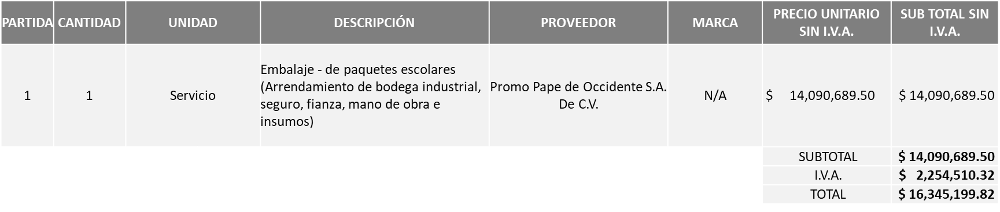 PARTIDA CANTIDAD UNIDAD DESCRIPCIÓN PROVEEDOR MARCA PRECIO UNITARIO SIN I.V.A. SUB TOTAL SIN I.V.A.
1 1 Servicio
Embalaje - de paquetes escolares
(Arrendamiento de bodega industrial,
seguro, fianza, mano de obra e
insumos)
Promo Pape de Occidente S.A.
De C.V.
N/A $ 14,090,689.50 $ 14,090,689.50
SUBTOTAL $ 14,090,689.50
I.V.A. $ 2,254,510.32
TOTAL $ 16,345,199.82